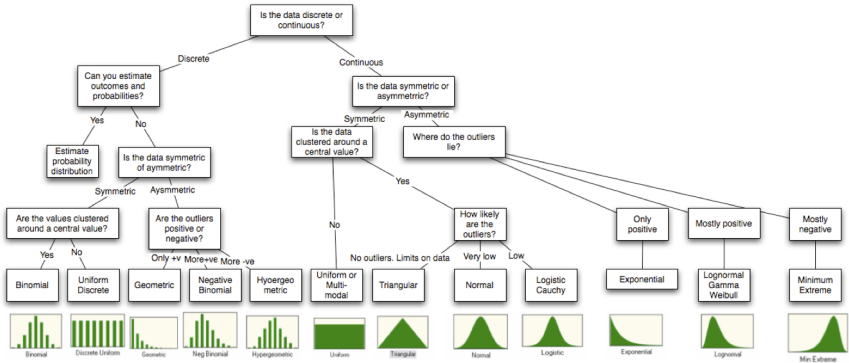 Is the data discrete or
continuous?
Discrete
Continuous
Can you estimate
outcomes and
probabilities?
Is the data symmetric or
asymmetrric?
Yes
No
Symmetric
Asymmetric
Estimate
probability
distribution
Is the data symmetric
of aymmetric?
Is the data
clustered around a
central value?
Where do the outliers
lie?
Symmetric
Aysmmetric
Yes
No
Are the values clustered
around a central value?
Are the outliers
positive or
negative?
How likely
are the
outliers?
Only
positive
Mostly positive
Mostly
negative
Yes
No
Only +v
More+ve
More -ve
No outliers. Limits on data
Very low
Low
Binomial
Uniform
Discrete
Geometric
Negative
Binomial
Hyoergeo
metric
Uniform or
Multi-
modal
Triangular
Normal
Logistic
Cauchy
Exponential
Lognormal
Gamma
Weibull
Minimum
Extreme
Binomial
Discrete Uniform
Geometric
Neg Binomial
Hypergeometric
Uniform
Triangular
Normal
Logistic
Exponential
Lognomal
Min Extreme